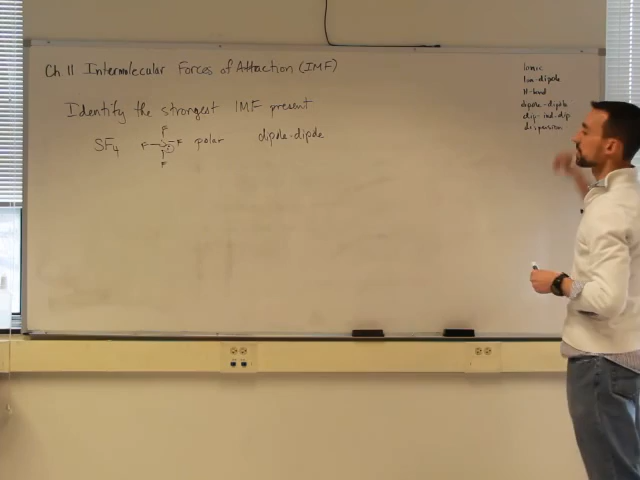 Ch 11 Intermolecular Forces of Attraction (IMF)
Identify the strongest IMF present
SF4 polar dipole-dipole
F
F S F
F
Ionic
Ion-dipole
H-bond
dipole-dipole
dip-ind.dip
dispersion